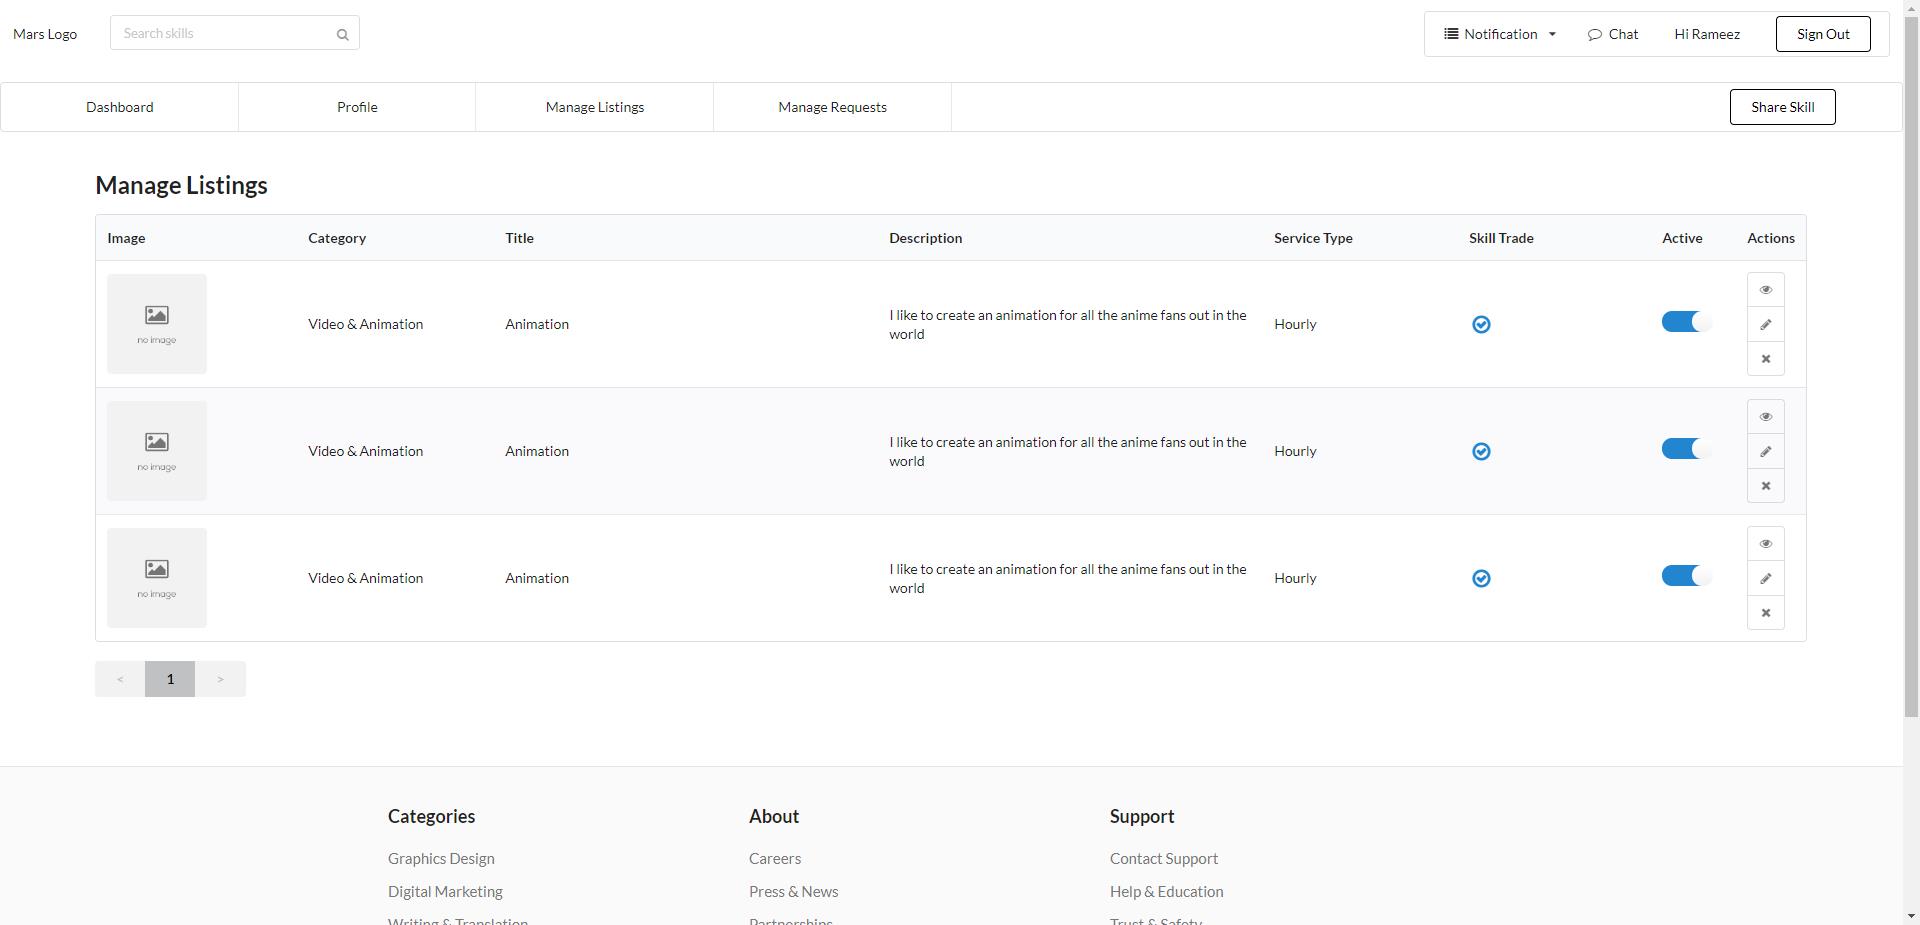 Mars Logo
Search skills
Notification
Chat
Hi Rameez
Sign Out
Dashboard
Profile
Manage Listings
Manage Requests
Share Skill
Manage Listings
Image Category Title Description Service Type Skill Trade Active Actions
no image
Video & Animation
Animation
I like to create an animation for all the anime fans out in the
world
Hourly
no image
Video & Animation
Animation
I like to create an animation for all the anime fans out in the
world
Hourly
no image
Video & Animation
Animation
I like to create an animation for all the anime fans out in the
world
Hourly
< 1 >
Categories
Graphics Design
Digital Marketing
Writing & Translation
About
Careers
Press & News
Partnerships
Support
Contact Support
Help & Education
Trust & Safety